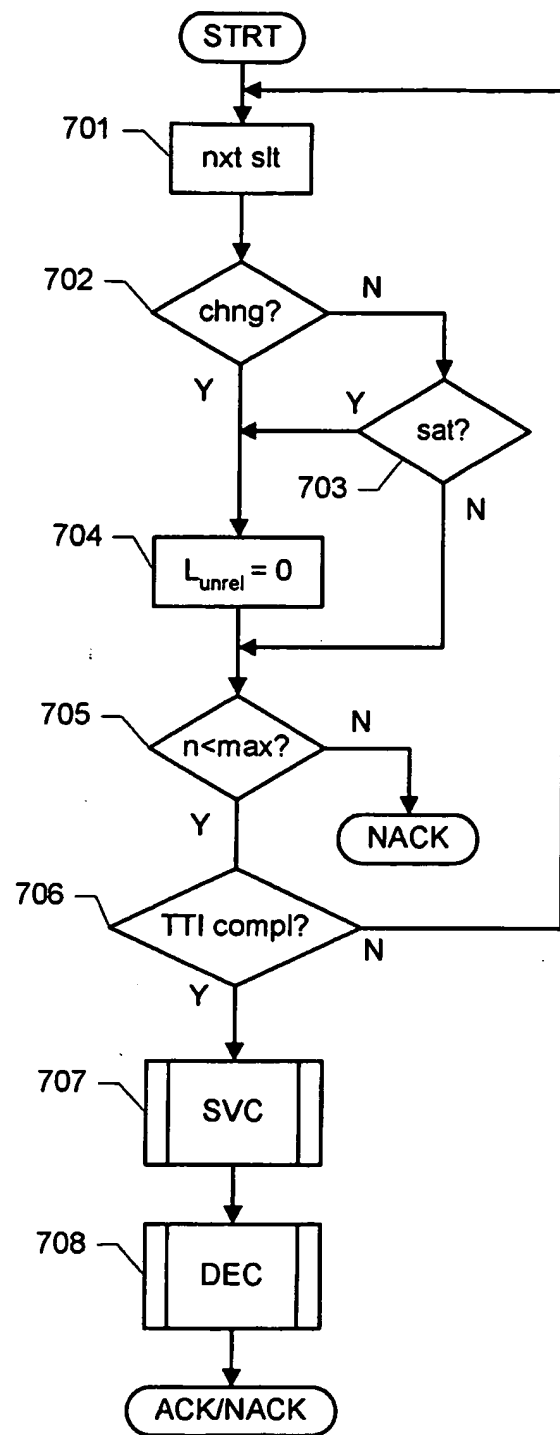 STRT
701
nxt slt
702
chng?
N
Y
Y
sat?
703
N
704
L_unrel = 0
705
n<max?
N
Y
NACK
706
TTI compl?
N
Y
707
SVC
708
DEC
ACK/NACK